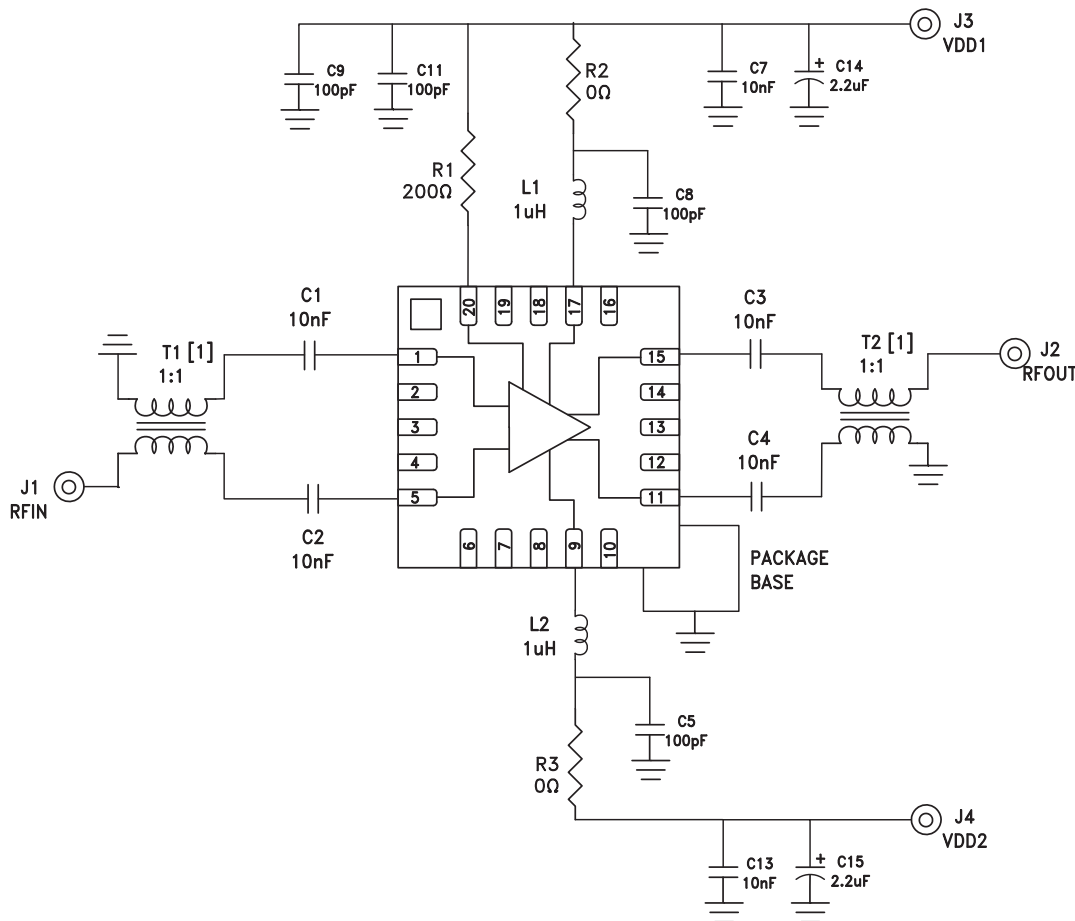 J3
VDD1
C9
100pF
C11
100pF
R2
0Ω
C7
10nF
+
C14
2.2uF
R1
200Ω
L1
1uH
C8
100pF
20
19
18
17
16
C1
10nF
C3
10nF
T1 [1]
1:1
1
2
3
4
5
15
14
13
12
11
T2 [1]
1:1
J2
RFOUT
J1
RFIN
C4
10nF
C2
10nF
6
7
8
9
10
PACKAGE
BASE
L2
1uH
C5
100pF
R3
0Ω
J4
VDD2
C13
10nF
+
C15
2.2uF